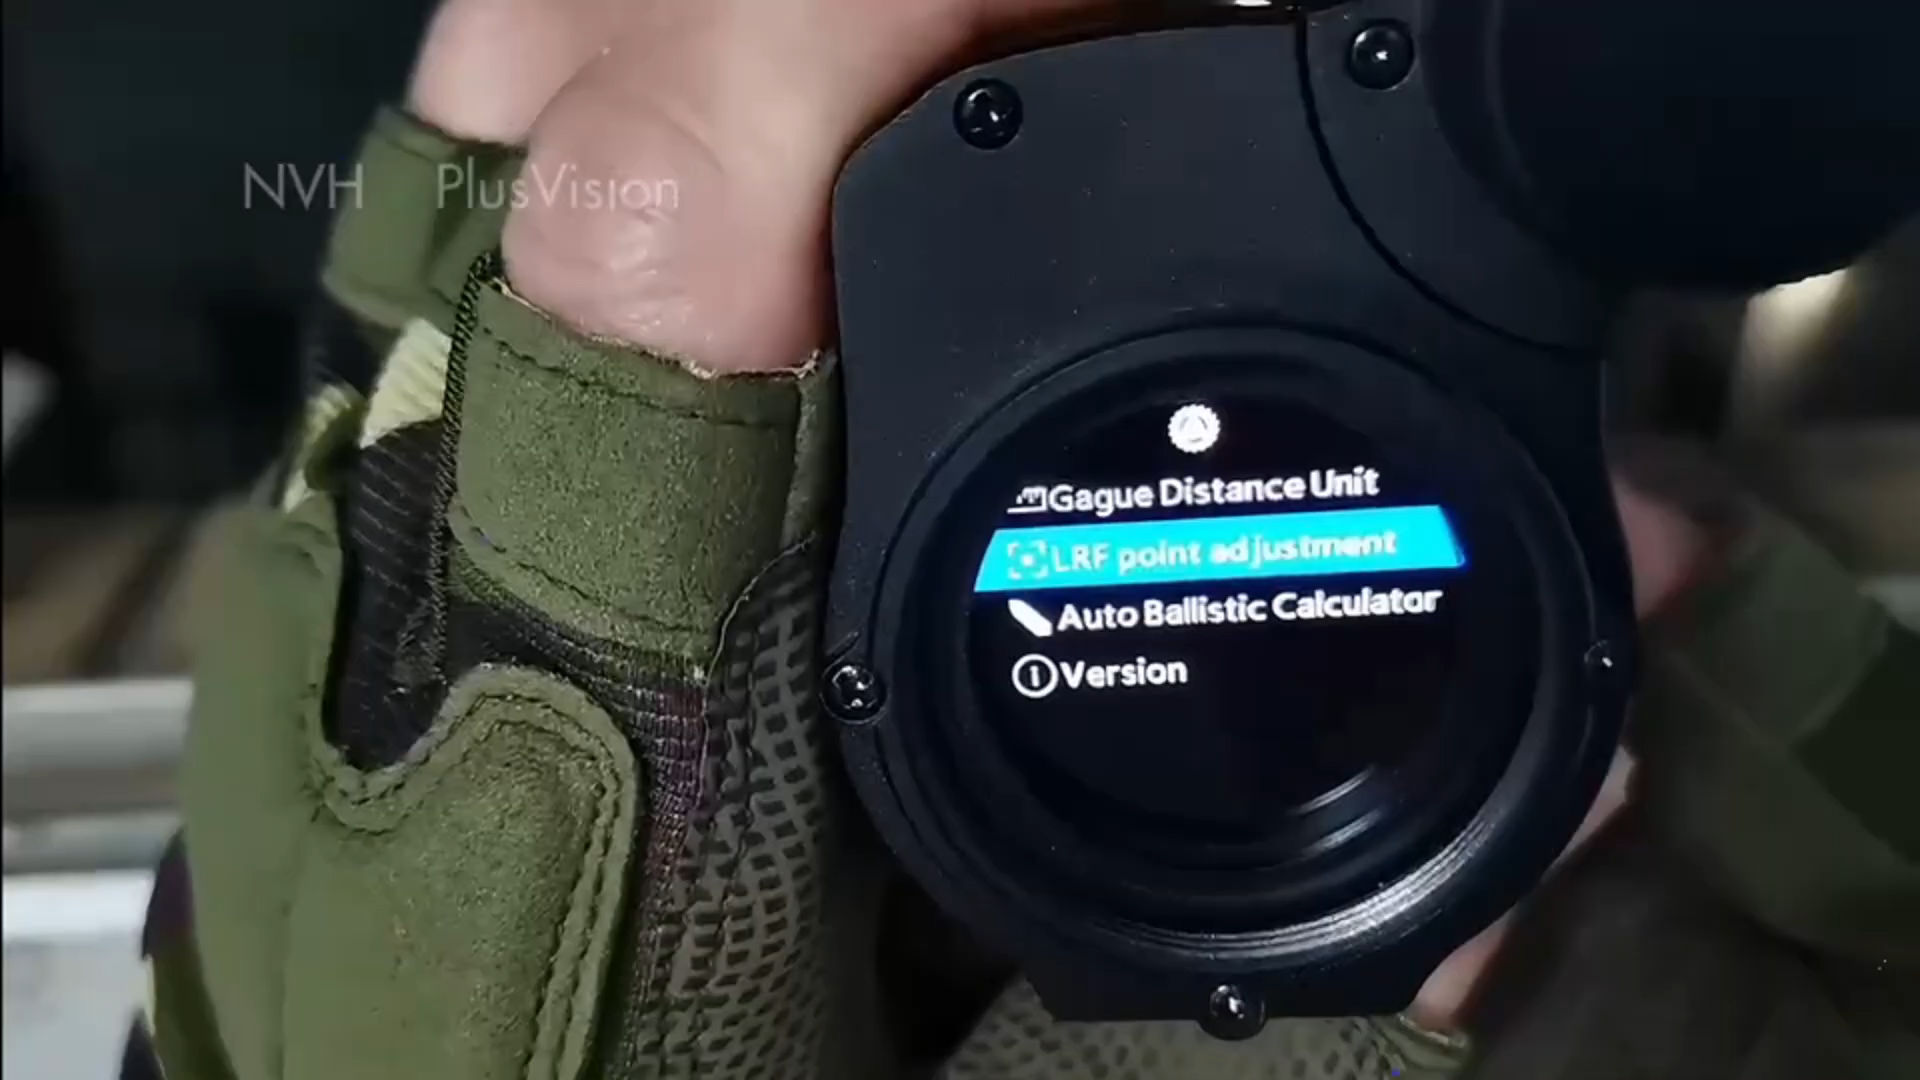 NVH PlusVision
Gague Distance Unit
LRF point adjustment
Auto Ballistic Calculator
Version